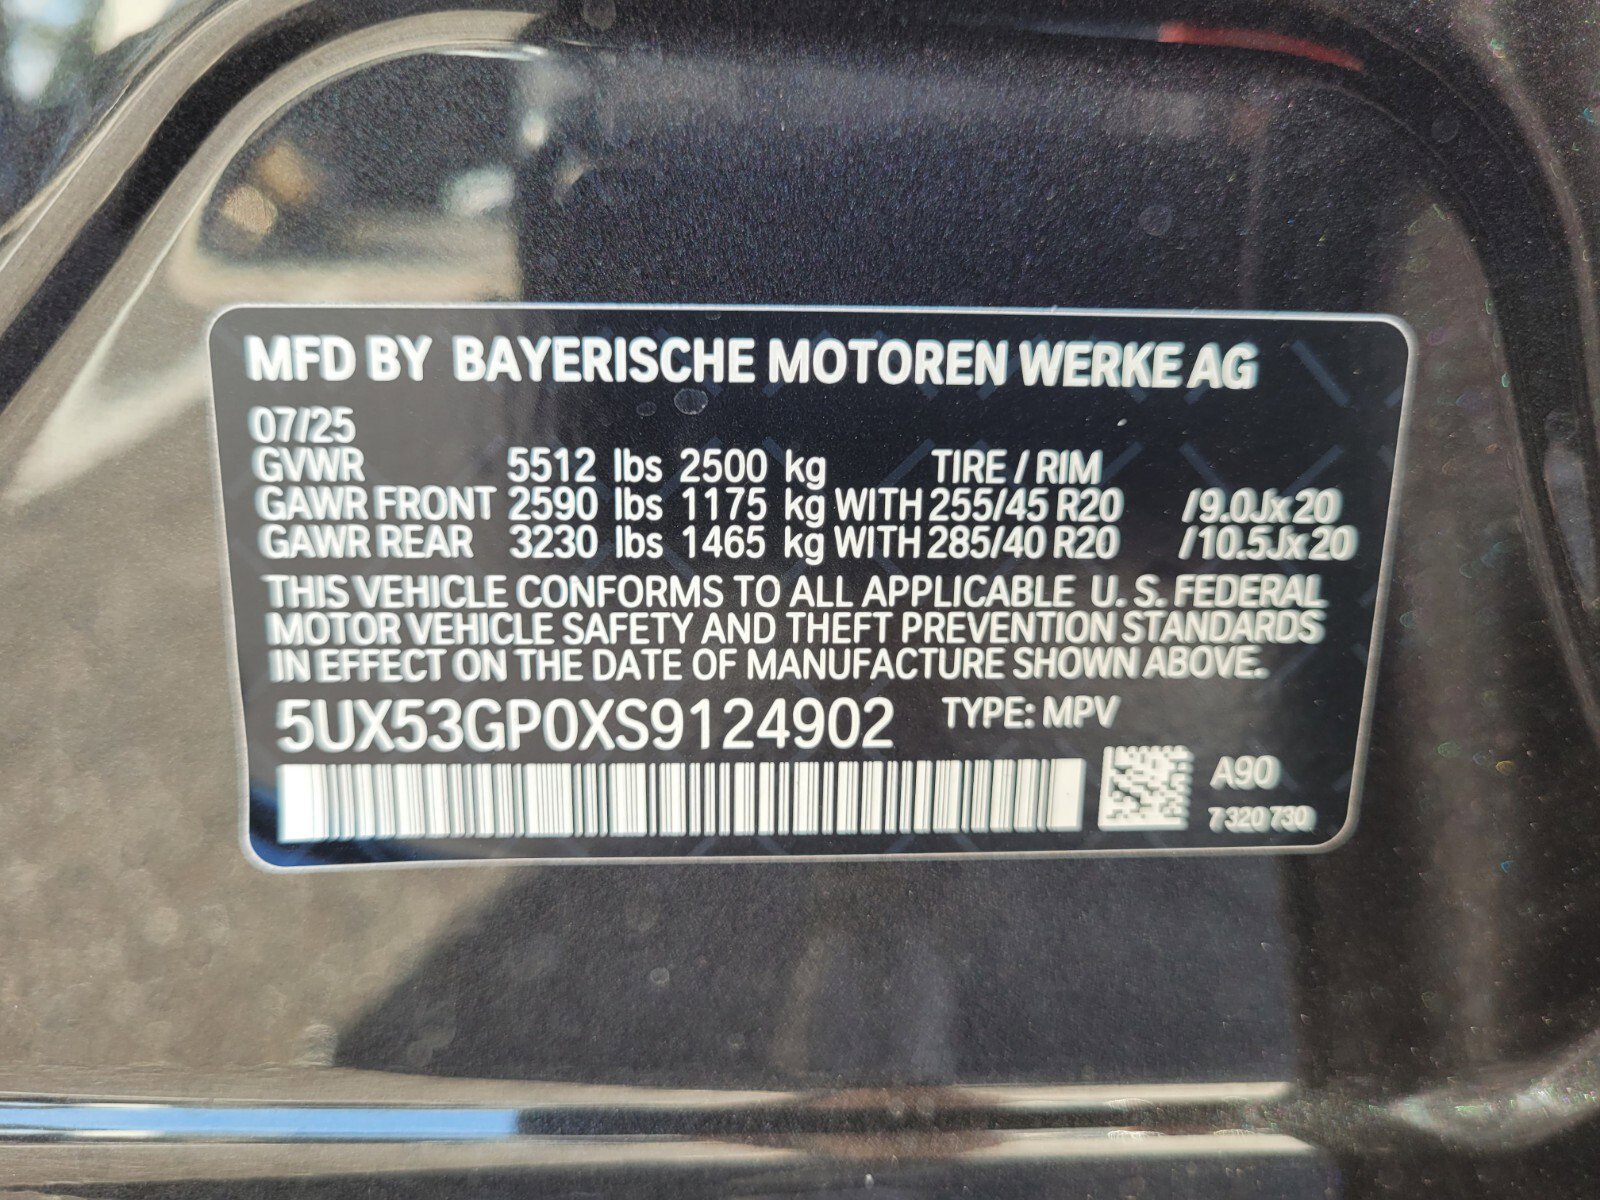 MFD BY BAYERISCHE MOTOREN WERKE AG
07/25
GVWR 5512 lbs 2500 kg TIRE / RIM
GAWR FRONT 2590 lbs 1175 kg WITH 255/45 R20 /9.0Jx20
GAWR REAR 3230 lbs 1465 kg WITH 285/40 R20 /10.5Jx20
THIS VEHICLE CONFORMS TO ALL APPLICABLE U. S. FEDERAL
MOTOR VEHICLE SAFETY AND THEFT PREVENTION STANDARDS
IN EFFECT ON THE DATE OF MANUFACTURE SHOWN ABOVE.
5UX53GP0XS9124902 TYPE: MPV
A90
7 320 730